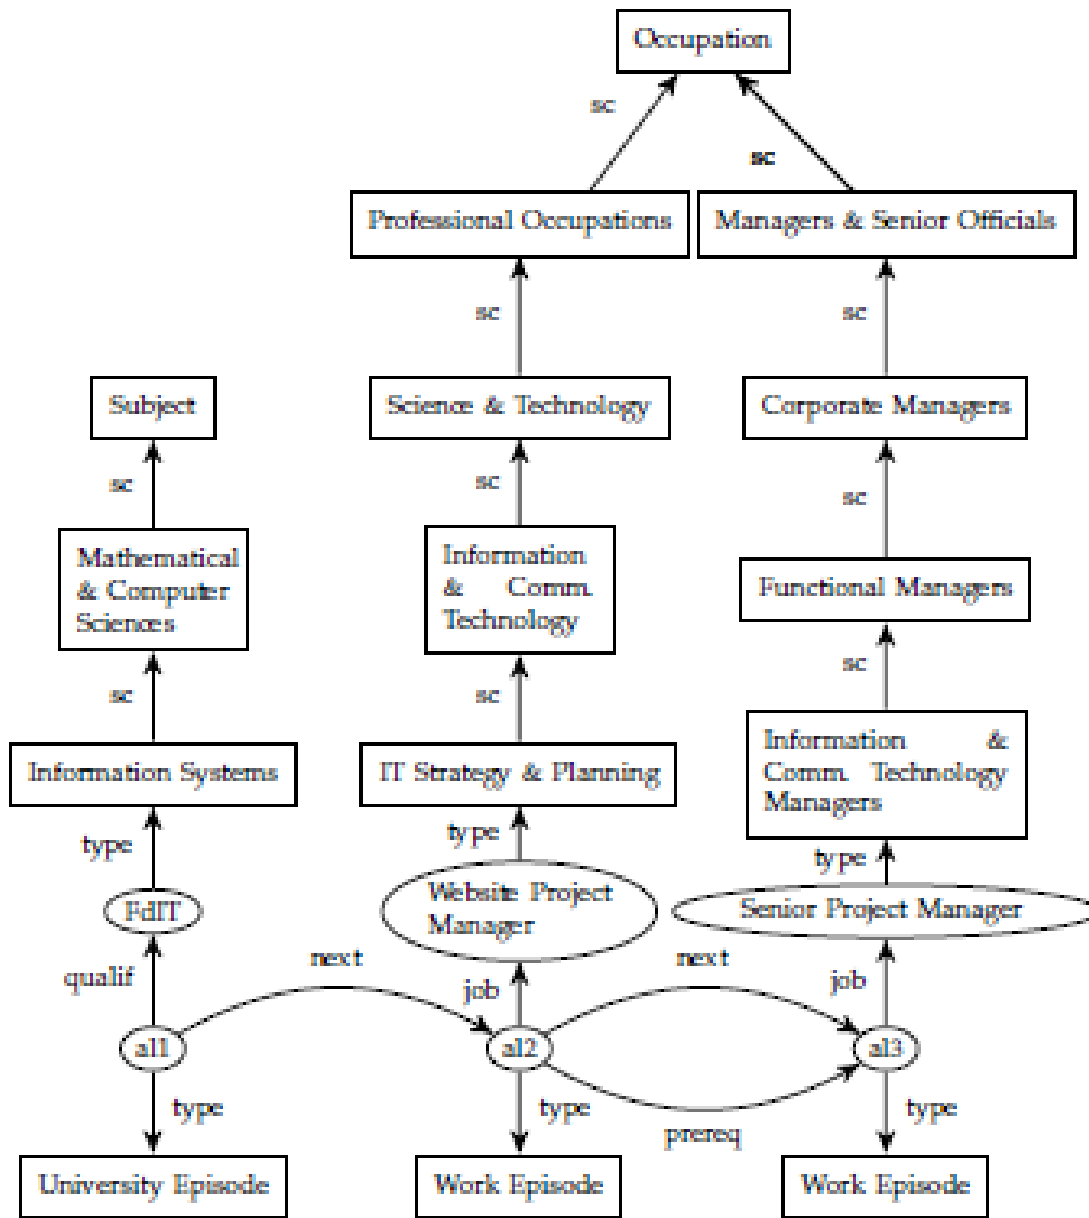 Occupation
sc
sc
Professional Occupations
Managers & Senior Officials
sc
sc
Subject
Science & Technology
Corporate Managers
sc
sc
sc
Mathematical
& Computer
Sciences
Information
& Comm.
Technology
Functional Managers
sc
sc
sc
Information Systems
IT Strategy & Planning
Information &
Comm. Technology
Managers
type
type
type
FdIT
Website Project
Manager
Senior Project Manager
qualif
next
job
next
job
al1
al2
al3
type
type
prereq
type
University Episode
Work Episode
Work Episode